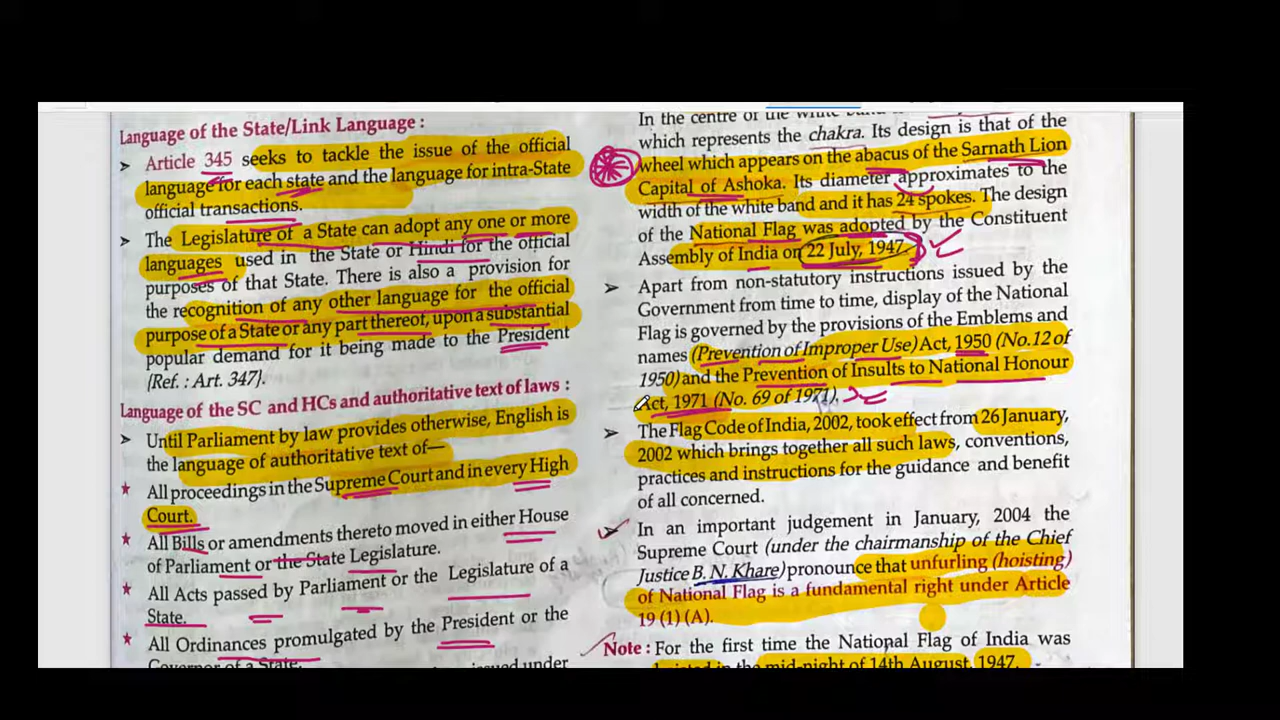 Language of the State/Link Language :
➤ Article 345 seeks to tackle the issue of the official
language for each state and the language for intra-State
official transactions.
➤ The Legislature of a State can adopt any one or more
languages used in the State or Hindi for the official
purposes of that State. There is also a provision for
the recognition of any other language for the official
purpose of a State or any part thereof, upon a substantial
popular demand for it being made to the President
(Ref. : Art. 347).
Language of the SC and HCs and authoritative text of laws :
➤ Until Parliament by law provides otherwise, English is
the language of authoritative text of—
★ All proceedings in the Supreme Court and in every High
Court.
★ All Bills or amendments thereto moved in either House
of Parliament or the State Legislature.
★ All Acts passed by Parliament or the Legislature of a
State.
★ All Ordinances promulgated by the President or the
Governor of a State.
under
In the centre of the white band
which represents the chakra. Its design is that of the
wheel which appears on the abacus of the Sarnath Lion
Capital of Ashoka. Its diameter approximates to the
width of the white band and it has 24 spokes. The design
of the National Flag was adopted by the Constituent
Assembly of India on 22 July, 1947.
➤ Apart from non-statutory instructions issued by the
Government from time to time, display of the National
Flag is governed by the provisions of the Emblems and
names (Prevention of Improper Use) Act, 1950 (No.12 of
1950) and the Prevention of Insults to National Honour
Act, 1971 (No. 69 of 1971).
➤ The Flag Code of India, 2002, took effect from 26 January,
2002 which brings together all such laws, conventions,
practices and instructions for the guidance and benefit
of all concerned.
➤ In an important judgement in January, 2004 the
Supreme Court (under the chairmanship of the Chief
Justice B. N. Khare) pronounce that unfurling (hoisting)
of National Flag is a fundamental right under Article
19 (1) (A).
Note : For the first time the National Flag of India was
hoisted in the mid-night of 14th August, 1947.